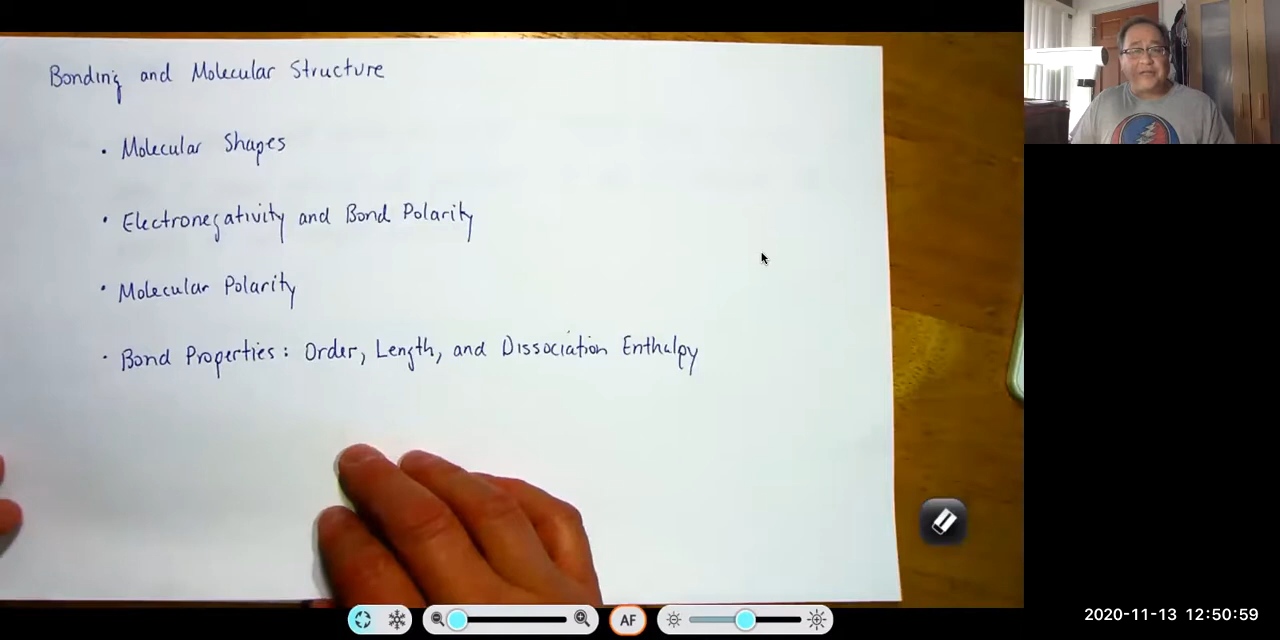 Bonding and Molecular Structure
• Molecular Shapes
• Electronegativity and Bond Polarity
• Molecular Polarity
• Bond Properties: Order, Length, and Dissociation Enthalpy
AF
2020-11-13 12:50:59